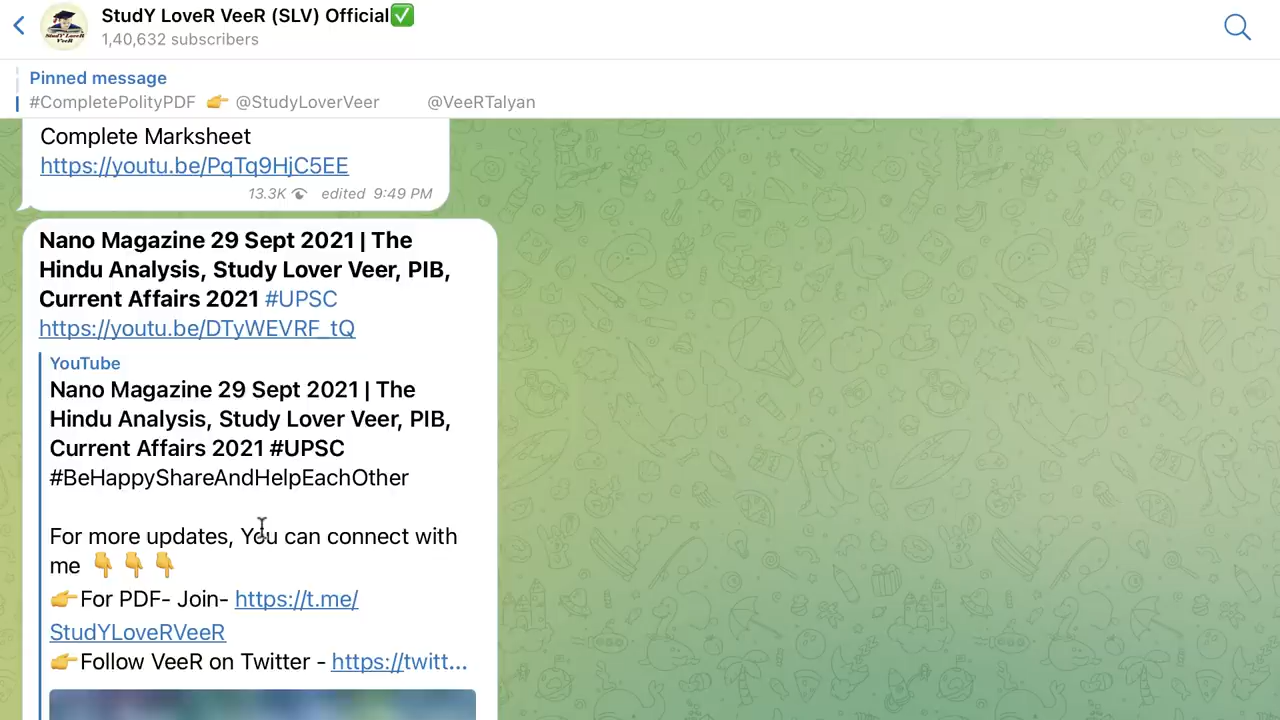 StudY LoveR VeeR (SLV) Official✅
1,40,632 subscribers
Pinned message
#CompletePolityPDF 👉 @StudyLoverVeer @VeeRTalyan
Complete Marksheet
https://youtu.be/PqTq9HjC5EE
13.3K edited 9:49 PM
Nano Magazine 29 Sept 2021 | The
Hindu Analysis, Study Lover Veer, PIB,
Current Affairs 2021 #UPSC
https://youtu.be/DTyWEVRF_tQ
YouTube
Nano Magazine 29 Sept 2021 | The
Hindu Analysis, Study Lover Veer, PIB,
Current Affairs 2021 #UPSC
#BeHappyShareAndHelpEachOther
For more updates, You can connect with
me 👇 👇 👇
👉For PDF- Join- https://t.me/
StudYLoveRVeeR
👉Follow VeeR on Twitter - https://twitt...